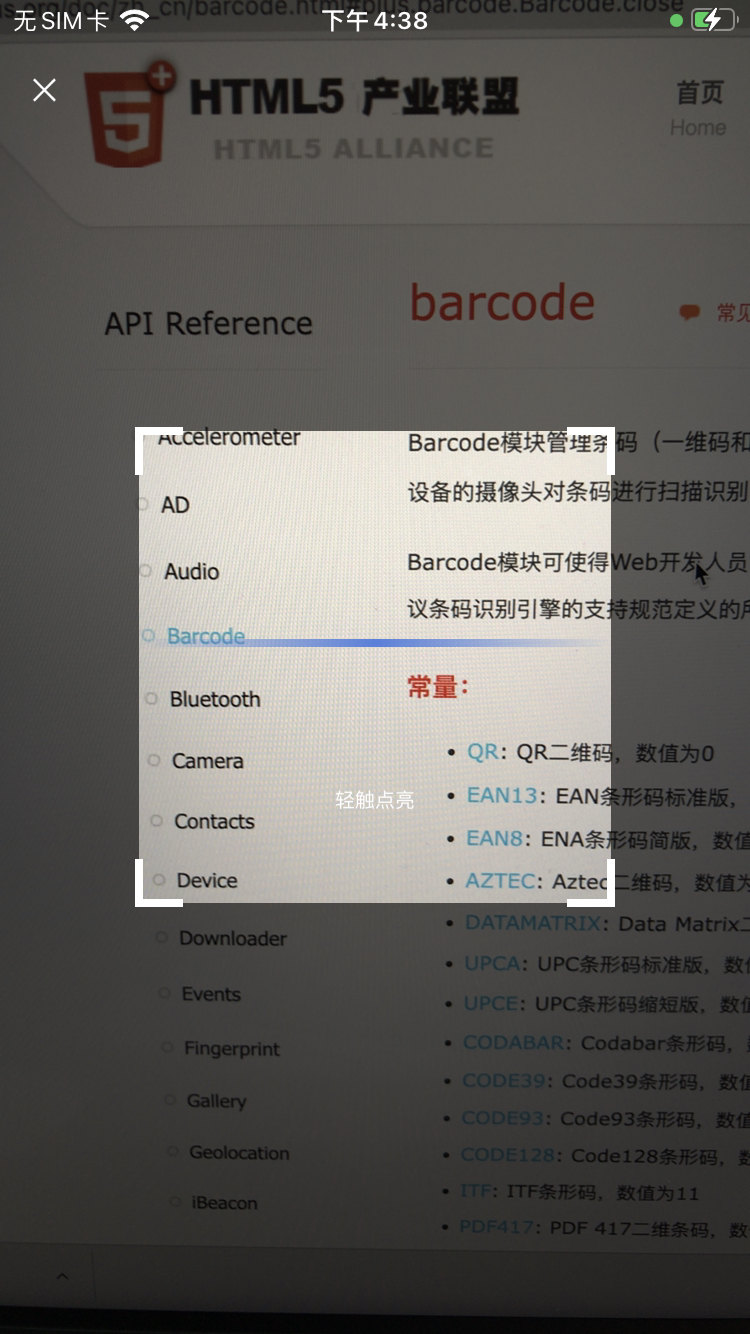 无SIM卡 下午4:38
barcode.Barcode.close
HTML5 产业联盟
HTML5 ALLIANCE
首页
Home
API Reference
barcode
Accelerometer
AD
Audio
Barcode
Bluetooth
Camera
Contacts
Device
Downloader
Events
Fingerprint
Gallery
Geolocation
iBeacon
Barcode模块管理条码（一维码和
设备的摄像头对条码进行扫描识别
Barcode模块可使得Web开发人员
议条码识别引擎的支持规范定义的
常量：
QR: QR二维码，数值为0
EAN13: EAN条形码标准版，
EAN8: ENA条形码简版，数值
AZTEC: Aztec二维码，数值为
DATAMATRIX: Data Matrix二
UPCA: UPC条形码标准版，数值
UPCE: UPC条形码缩短版，数值
CODABAR: Codabar条形码，
CODE39: Code39条形码，数值
CODE93: Code93条形码，数值
CODE128: Code128条形码，数
ITF: ITF条形码，数值为11
PDF417: PDF 417二维条码，数
轻触点亮